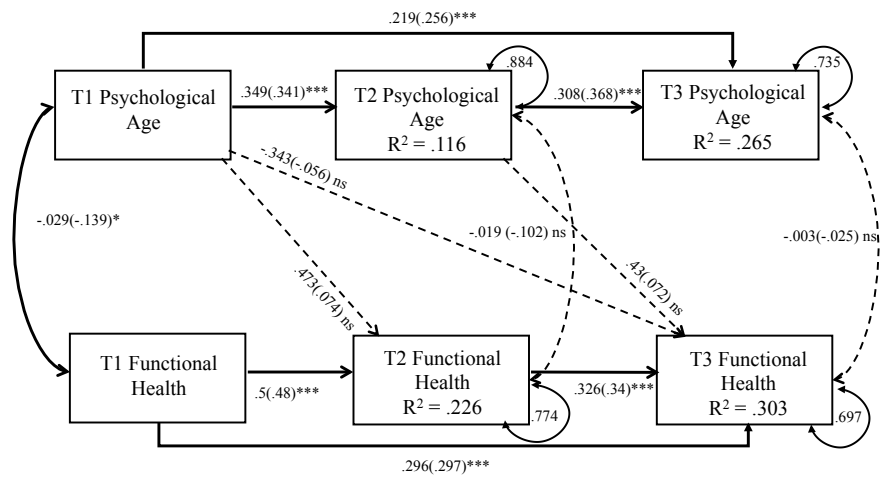 .219(.256)***
.884
.735
T1 Psychological
Age
.349(.341)***
T2 Psychological
Age
R² = .116
.308(.368)***
T3 Psychological
Age
R² = .265
-.343(-.056) ns
-.029(-.139)*
-.019 (-.102) ns
-.003(-.025) ns
.473(.074) ns
.43(.072) ns
T1 Functional
Health
.5(.48)***
T2 Functional
Health
R² = .226
.326(.34)***
T3 Functional
Health
R² = .303
.774
.697
.296(.297)***